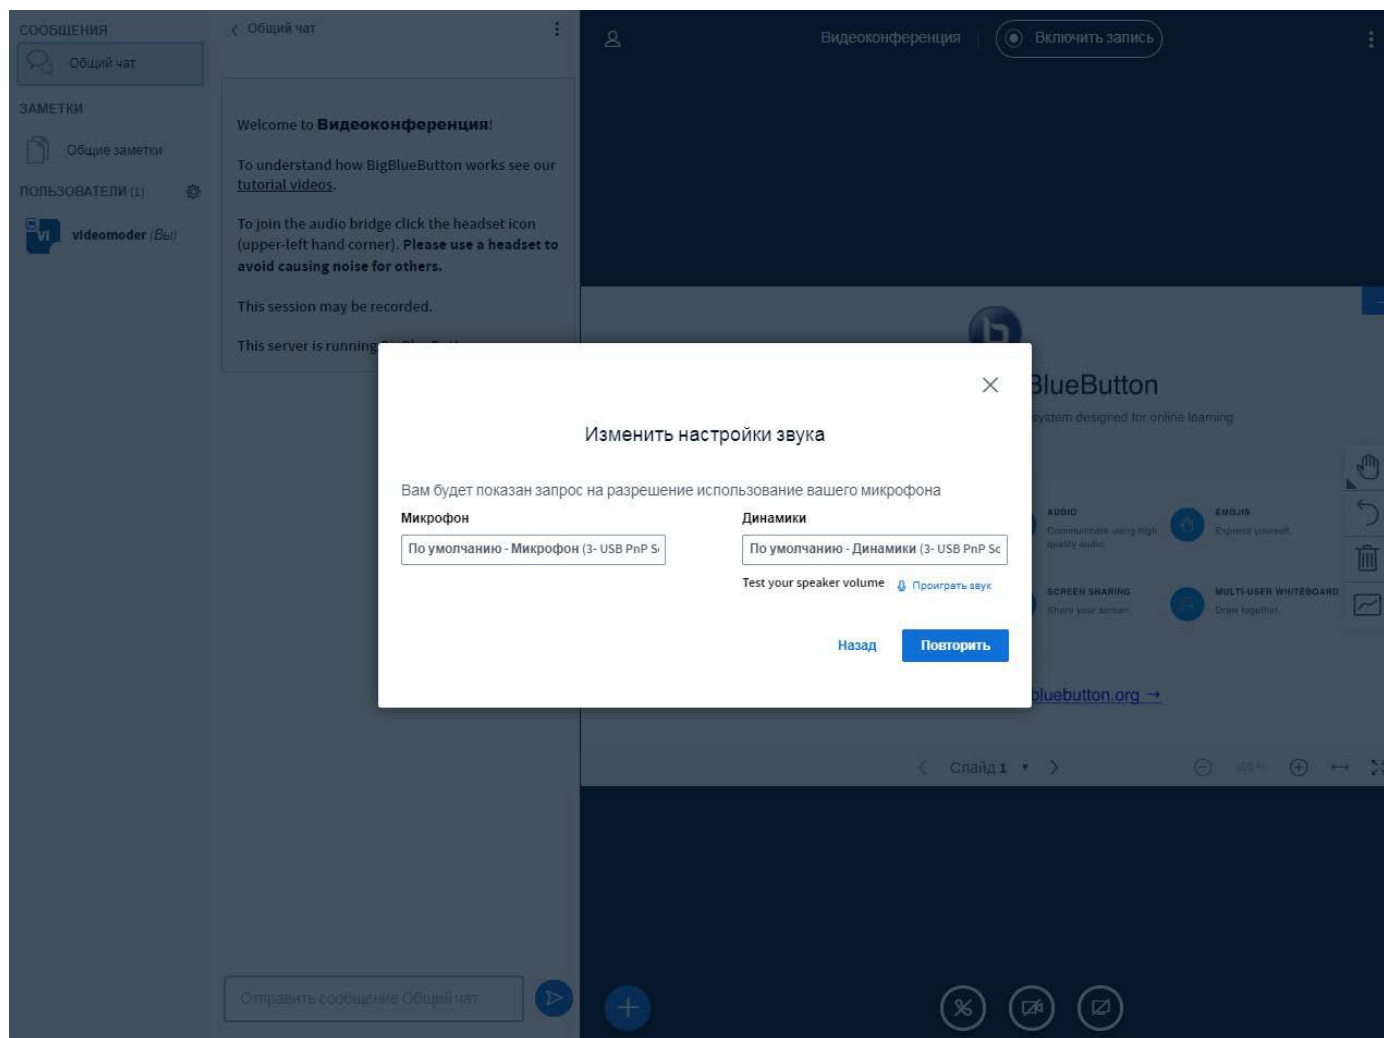 СООБЩЕНИЯ
Общий чат
ЗАМЕТКИ
Общие заметки
ПОЛЬЗОВАТЕЛИ (1)
VI
videomoder (Вы)
Общий чат
Welcome to Видеоконференция!
To understand how BigBlueButton works see our
tutorial videos.
To join the audio bridge click the headset icon
(upper-left hand corner). Please use a headset to
avoid causing noise for others.
This session may be recorded.
This server is running
Отправить сообщение Общий чат
Видеоконференция
Включить запись
BlueButton
system designed for online learning
AUDIO
Communicate using high
quality audio.
EMOJIS
Express yourself.
SCREEN SHARING
Share your screen.
MULTI-USER WHITEBOARD
Draw together.
bluebutton.org →
Слайд 1
100%
Изменить настройки звука
Вам будет показан запрос на разрешение использование вашего микрофона
Микрофон
По умолчанию - Микрофон (3- USB PnP S
Динамики
По умолчанию - Динамики (3- USB PnP Sc
Test your speaker volume
Проиграть звук
Назад
Повторить